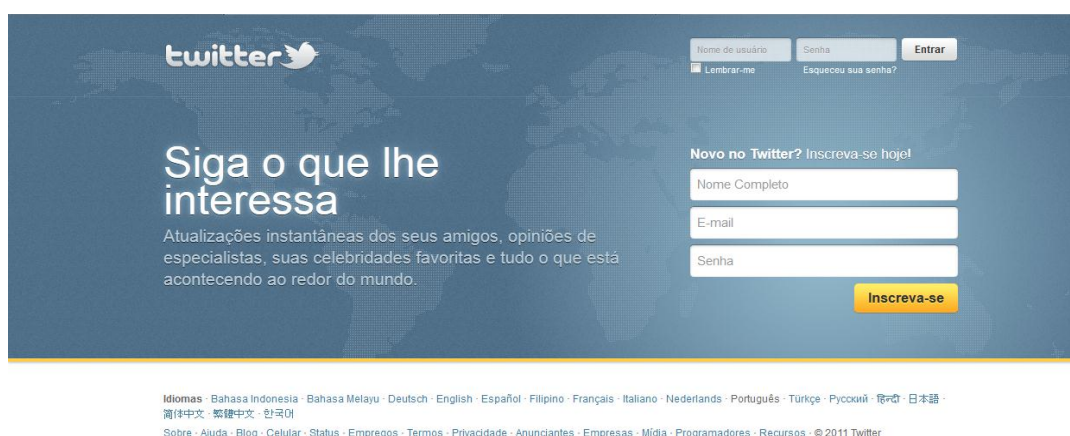 twitter
Nome de usuário
Senha
Entrar
Lembrar-me
Esqueceu sua senha?
Siga o que lhe
interessa
Atualizações instantâneas dos seus amigos, opiniões de
especialistas, suas celebridades favoritas e tudo o que está
acontecendo ao redor do mundo.
Novo no Twitter? Inscreva-se hoje!
Nome Completo
E-mail
Senha
Inscreva-se
Idiomas · Bahasa Indonesia · Bahasa Melayu · Deutsch · English · Español · Filipino · Français · Italiano · Nederlands · Português · Türkçe · Русский · हिन्दी · 日本語 ·
简体中文 · 繁體中文 · 한국어
Sobre · Ajuda · Blog · Celular · Status · Empregos · Termos · Privacidade · Anunciantes · Empresas · Mídia · Programadores · Recursos · © 2011 Twitter